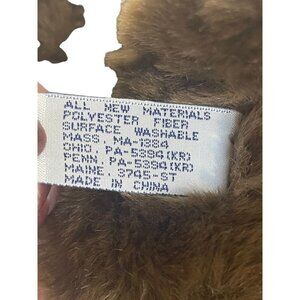 ALL NEW MATERIALS
POLYESTER FIBER
SURFACE WASHABLE
MASS. MA-1384
OHIO. PA-5394(KR)
PENN. PA-5394(KR)
MAINE. 3745-ST
MADE IN CHINA